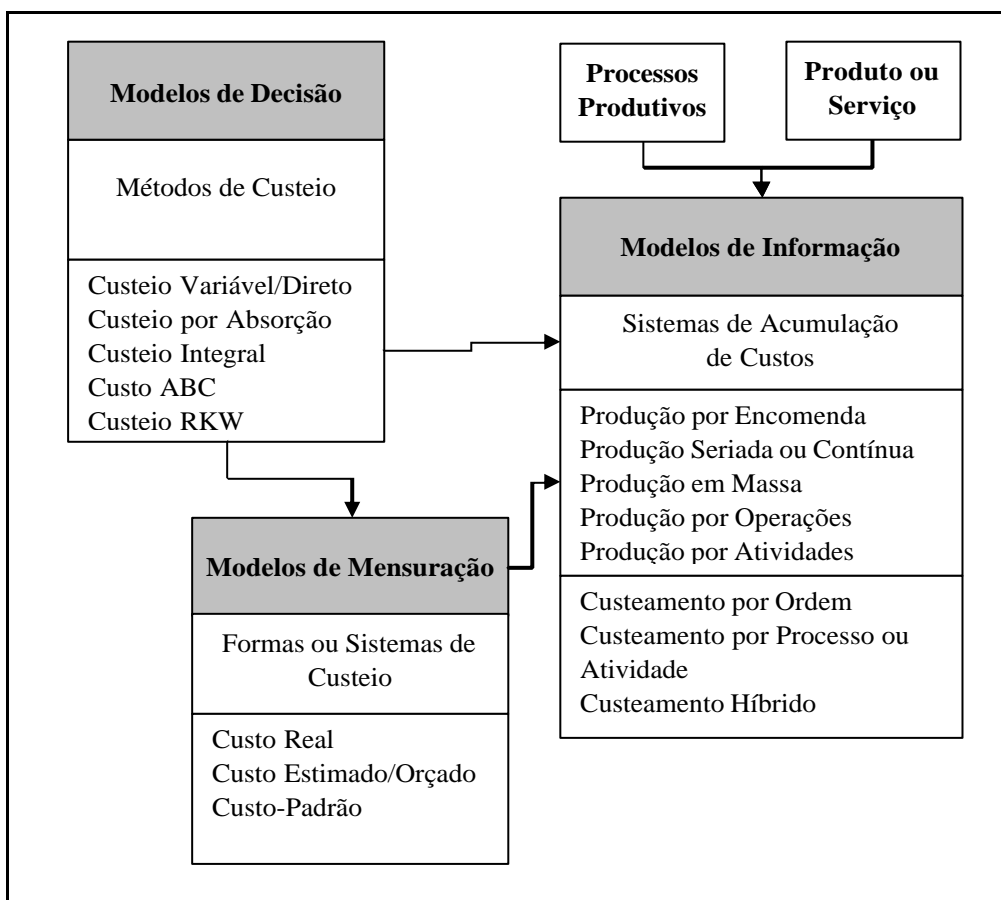 Modelos de Decisão
Métodos de Custeio
Custeio Variável/Direto
Custeio por Absorção
Custeio Integral
Custo ABC
Custeio RKW
Processos
Produtivos
Produto ou
Serviço
Modelos de Informação
Sistemas de Acumulação
de Custos
Produção por Encomenda
Produção Seriada ou Contínua
Produção em Massa
Produção por Operações
Produção por Atividades
Custeamento por Ordem
Custeamento por Processo ou
Atividade
Custeamento Híbrido
Modelos de Mensuração
Formas ou Sistemas de
Custeio
Custo Real
Custo Estimado/Orçado
Custo-Padrão